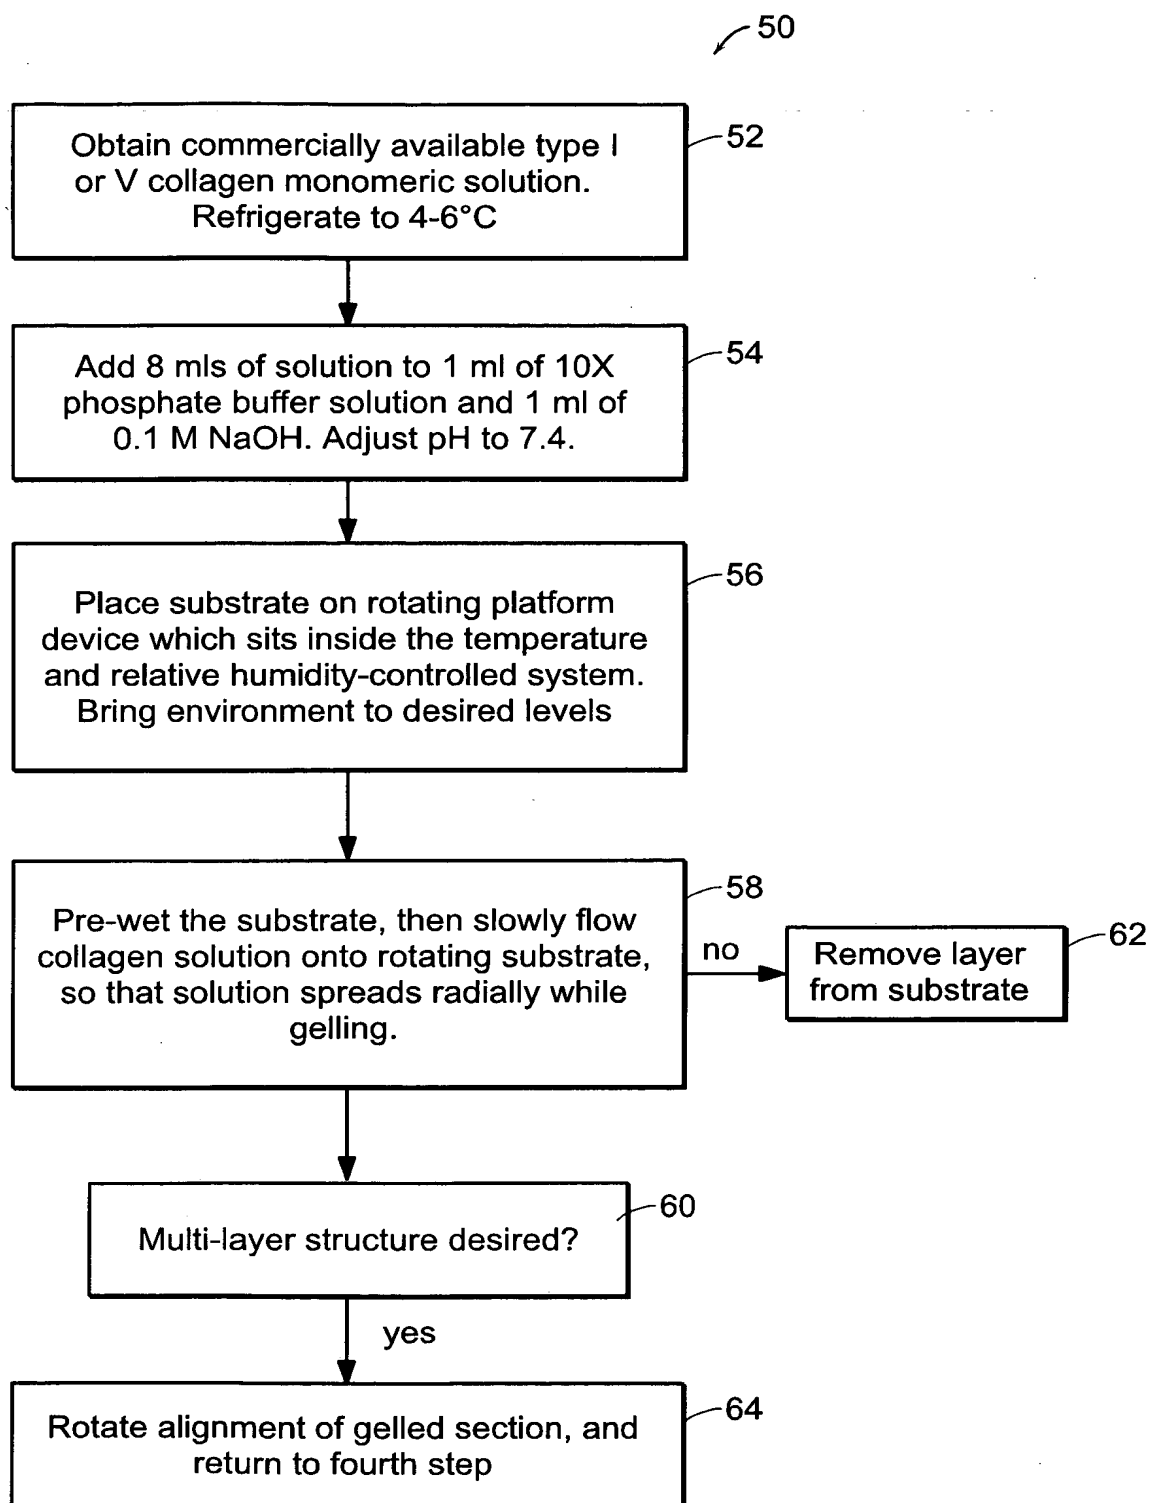 50
Obtain commercially available type I
or V collagen monomeric solution.
Refrigerate to 4-6°C
52
Add 8 mls of solution to 1 ml of 10X
phosphate buffer solution and 1 ml of
0.1 M NaOH. Adjust pH to 7.4.
54
Place substrate on rotating platform
device which sits inside the temperature
and relative humidity-controlled system.
Bring environment to desired levels
56
Pre-wet the substrate, then slowly flow
collagen solution onto rotating substrate,
so that solution spreads radially while
gelling.
58
no
Remove layer
from substrate
62
Multi-layer structure desired?
60
yes
Rotate alignment of gelled section, and
return to fourth step
64